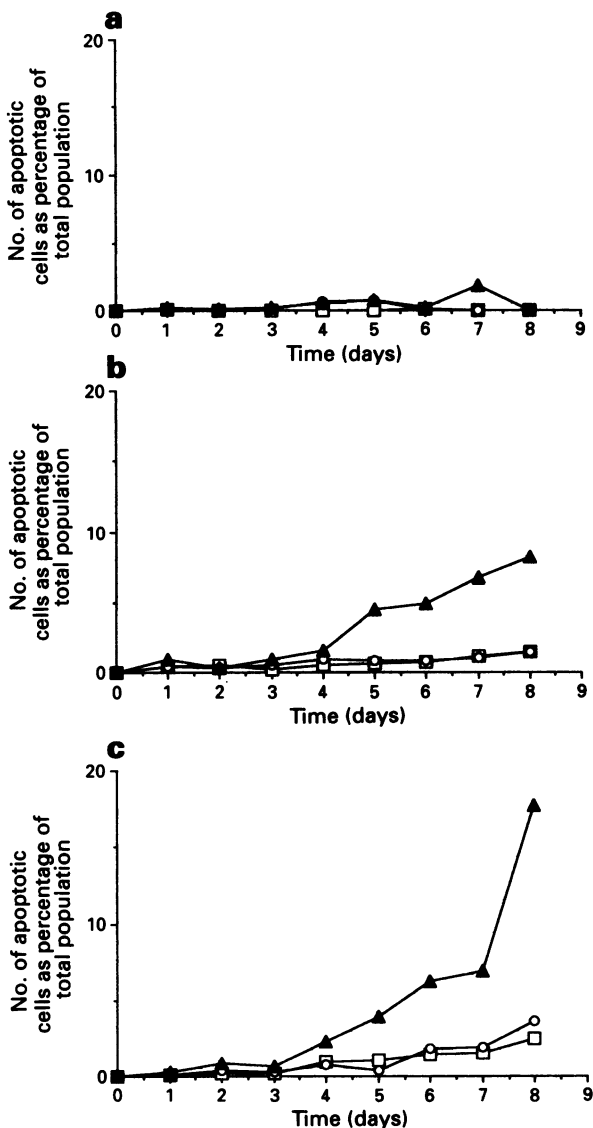 a
No. of apoptotic
cells as percentage of
total population
20
10
0
0 1 2 3 4 5 6 7 8 9
Time (days)
b
No. of apoptotic
cells as percentage of
total population
20
10
0
0 1 2 3 4 5 6 7 8 9
Time (days)
c
No. of apoptotic
cells as percentage of
total population
20
10
0
0 1 2 3 4 5 6 7 8 9
Time (days)